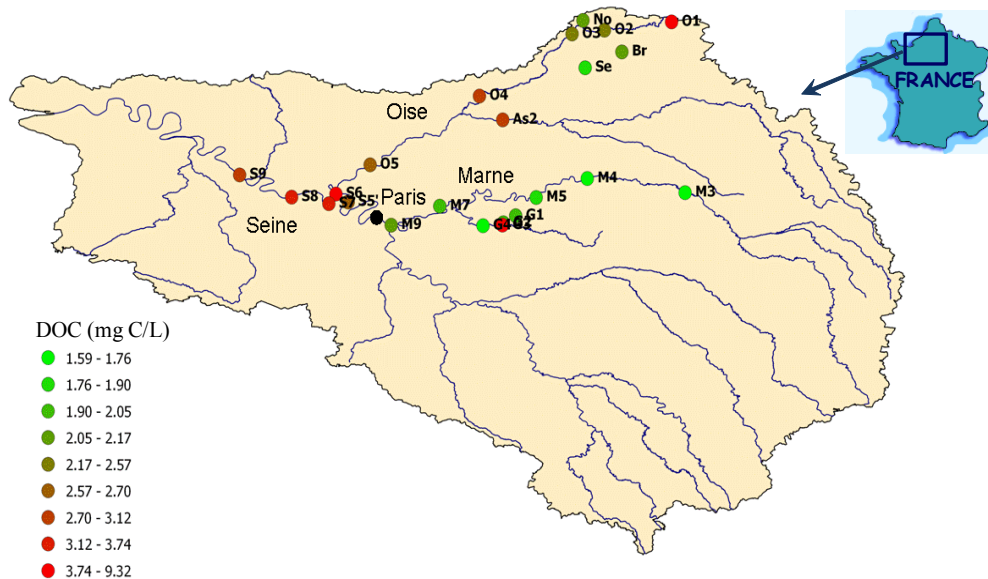 No
O1
O2
O3
Br
Se
FRANCE
O4
Oise
As2
O5
Marne
M4
S9
S6
M3
S8
Paris
M5
S7
S5
M7
G1
Seine
M9
G4
DOC (mg C/L)
1.59 - 1.76
1.76 - 1.90
1.90 - 2.05
2.05 - 2.17
2.17 - 2.57
2.57 - 2.70
2.70 - 3.12
3.12 - 3.74
3.74 - 9.32